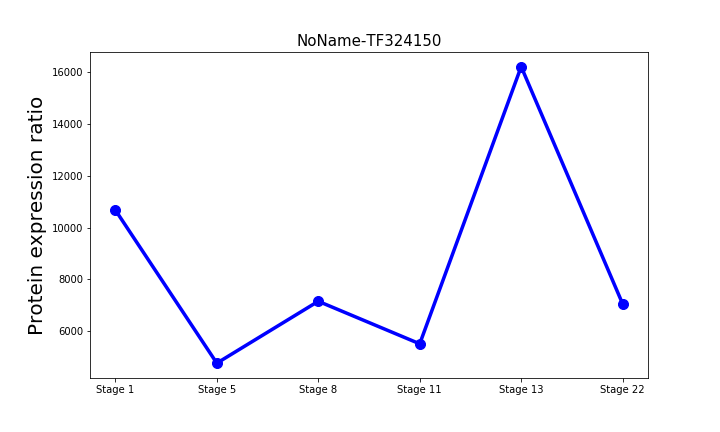 NoName-TF324150
Protein expression ratio
16000
14000
12000
10000
8000
6000
Stage 1
Stage 5
Stage 8
Stage 11
Stage 13
Stage 22